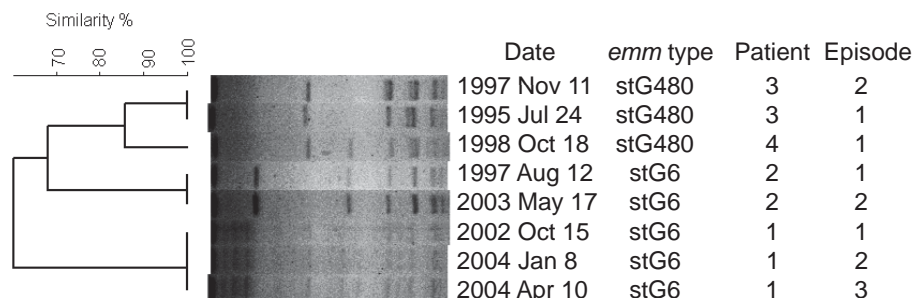 Similarity %
70 80 90 100
Date emm type Patient Episode
1997 Nov 11 stG480 3 2
1995 Jul 24 stG480 3 1
1998 Oct 18 stG480 4 1
1997 Aug 12 stG6 2 1
2003 May 17 stG6 2 2
2002 Oct 15 stG6 1 1
2004 Jan 8 stG6 1 2
2004 Apr 10 stG6 1 3